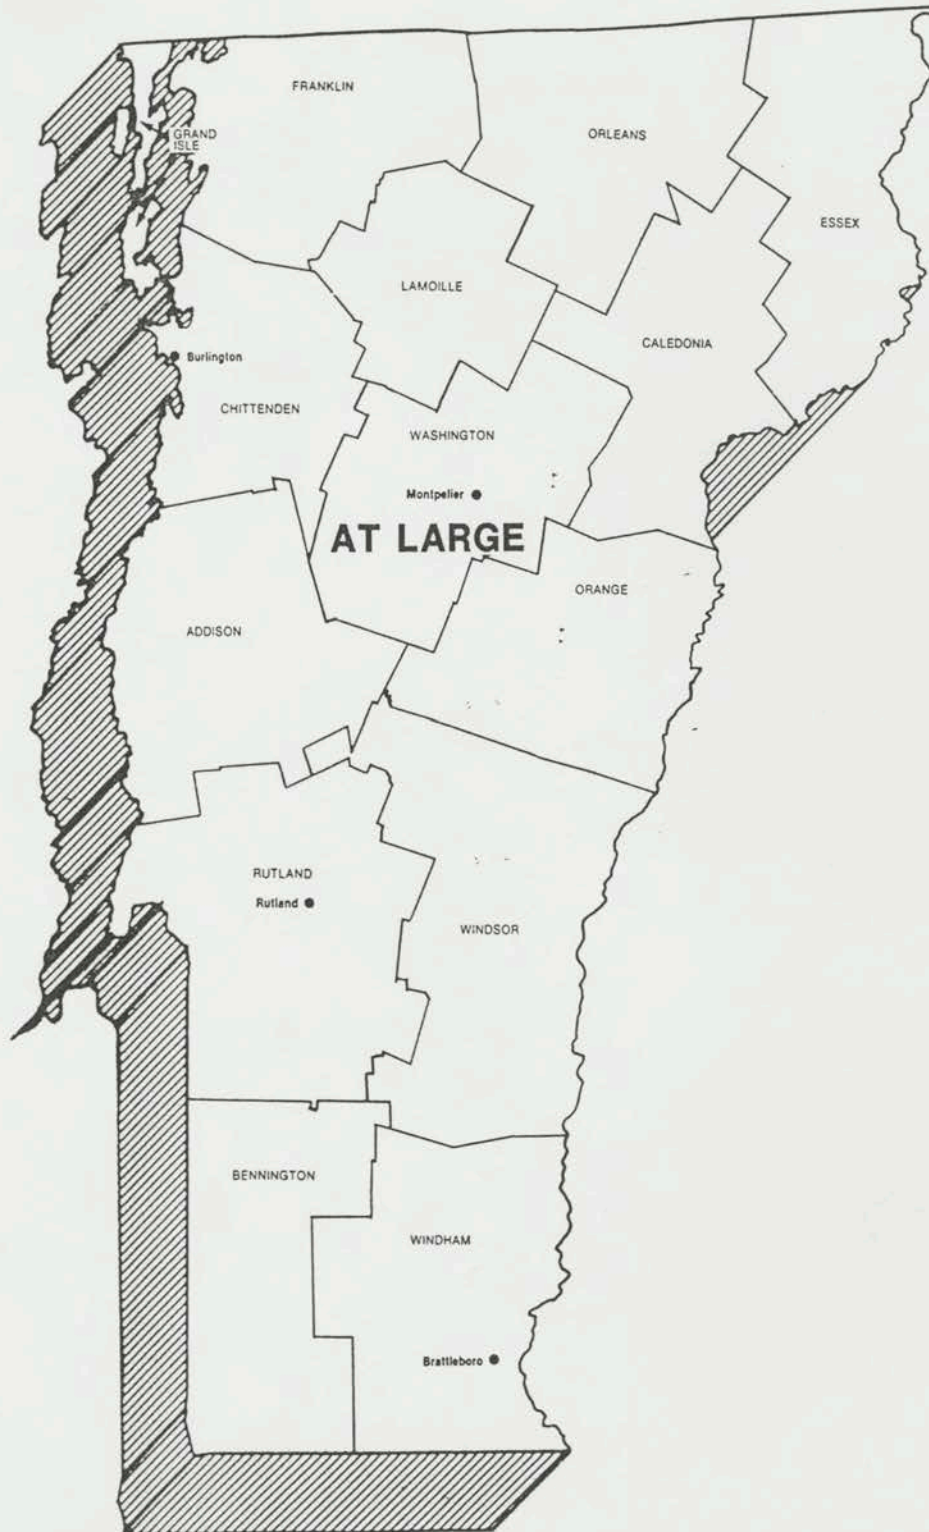 FRANKLIN
GRAND
ISLE
ORLEANS
ESSEX
LAMOILLE
CALEDONIA
Burlington
CHITTENDEN
WASHINGTON
Montpelier
AT LARGE
ORANGE
ADDISON
RUTLAND
Rutland
WINDSOR
BENNINGTON
WINDHAM
Brattleboro